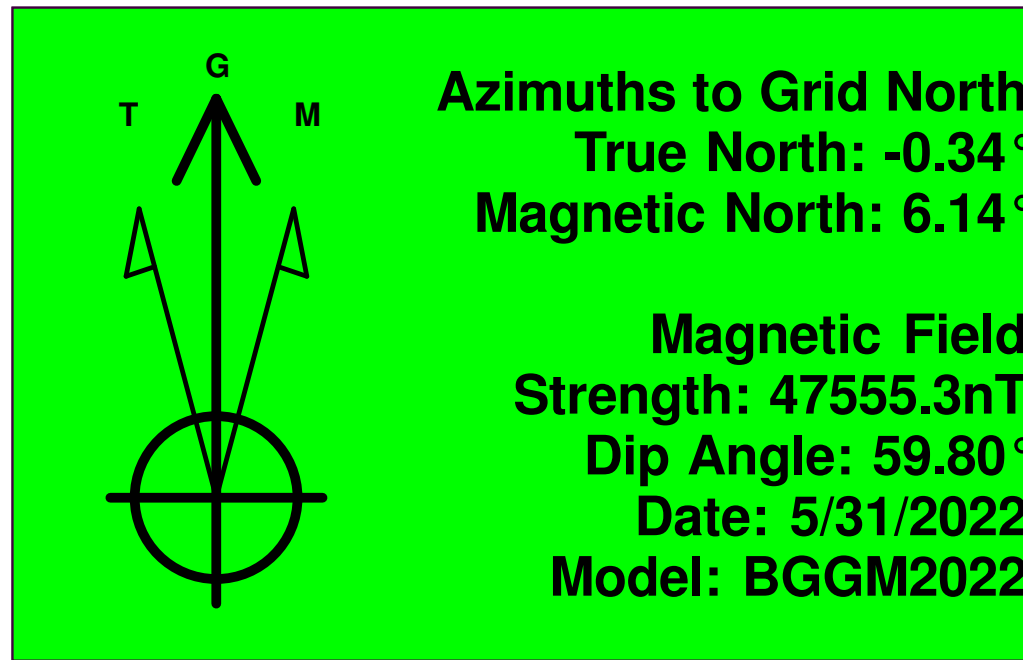 G
T M
Azimuths to Grid North
True North: -0.34°
Magnetic North: 6.14°
Magnetic Field
Strength: 47555.3nT
Dip Angle: 59.80°
Date: 5/31/2022
Model: BGGM2022